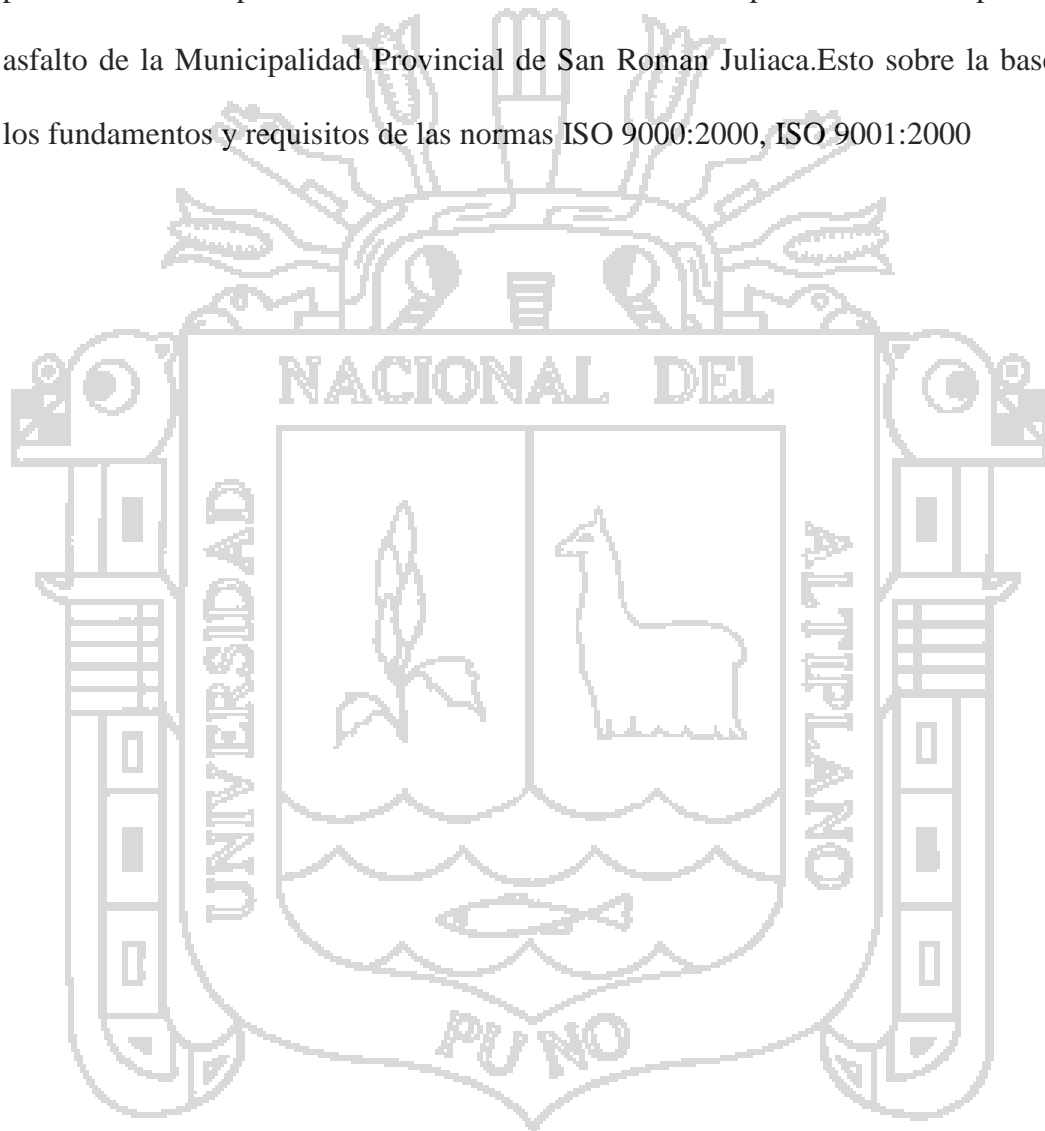 asfalto de la Municipalidad Provincial de San Roman Juliaca.Esto sobre la base
los fundamentos y requisitos de las normas ISO 9000:2000, ISO 9001:2000
NACIONAL DEL
UNIVERSIDAD
ALTIPLANO
PUNO